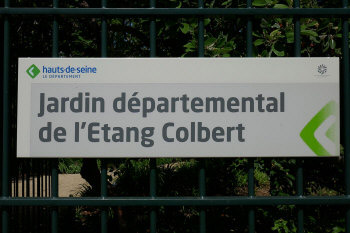 hauts-de-seine
LE DÉPARTEMENT
Jardin départemental
de l'Etang Colbert